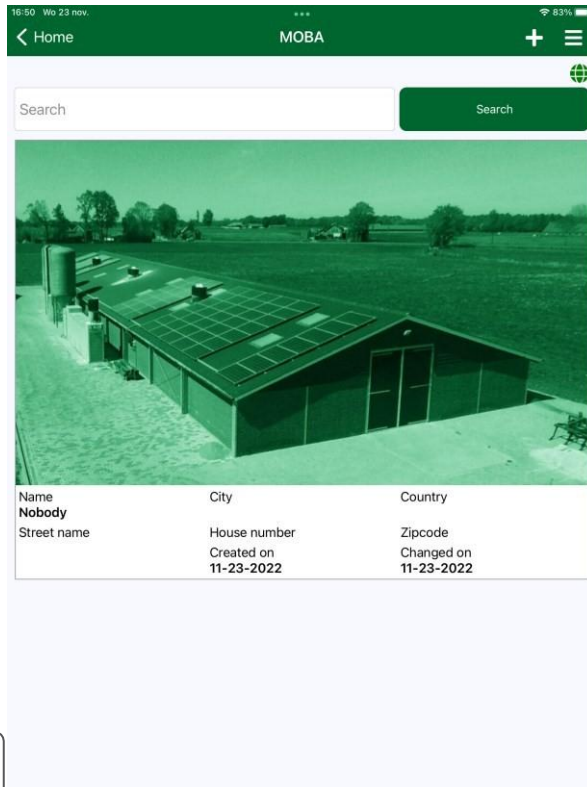 16:50 Wo 23 nov.
83%
Home
MOBA
Search
Search
Name
City
Country
Nobody
Street name
House number
Zipcode
Created on
Changed on
11-23-2022
11-23-2022